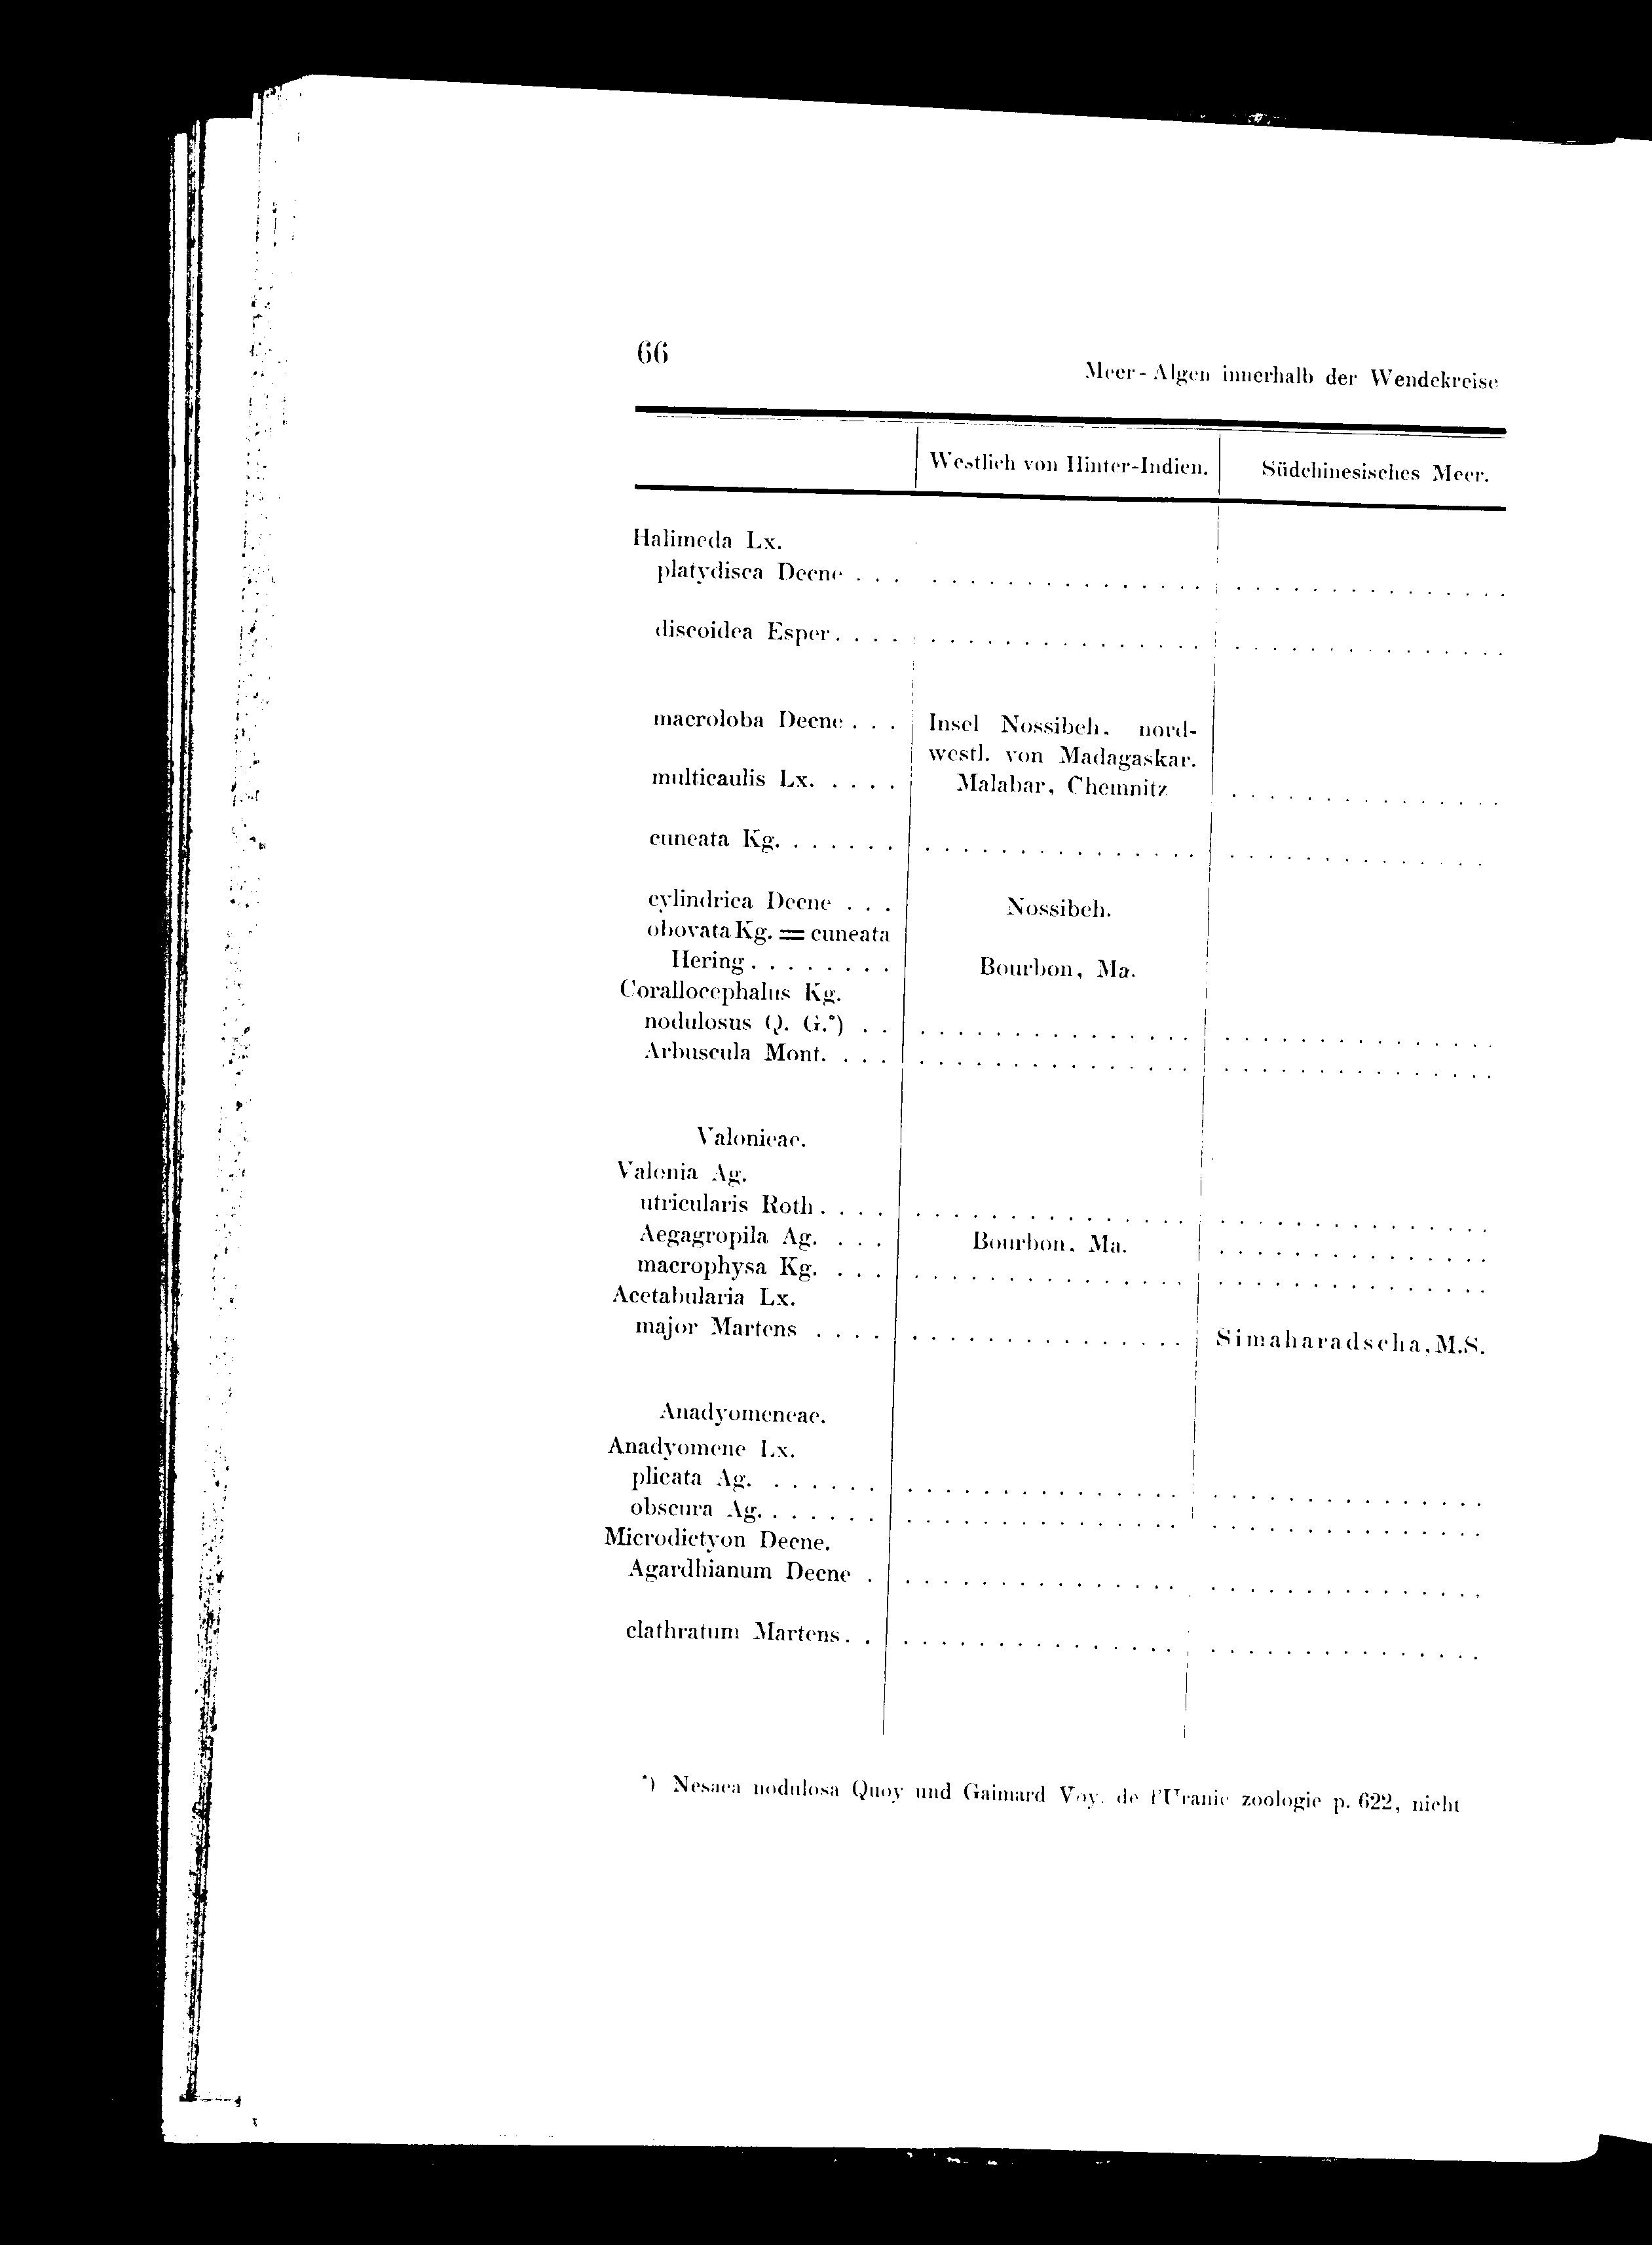 66
Meer-Algen innerhalb der Wendekreise
Westlich von Hinter-Indien. Südchinesisches Meer.
Halimeda Lx.
platydisca Decne . . . . . . . . . . . . . . . . . . . . . . . . . . . . . . . .
discoidea Esper . . . . . . . . . . . . . . . . . . . . . . . . . . . . . . . . .
macroloba Decne . . . Insel Nossibeh, nord-
westl. von Madagaskar.
multicaulis Lx. . . . . Malabar, Chemnitz . . . . . . . . . . . . . . .
cuneata Kg. . . . . . . . . . . . . . . . . . . . . . . . . . . . . . . . . . .
cylindrica Decne . . . Nossibeh.
obovata Kg. = cuneata
Hering . . . . . . . . Bourbon, Ma.
Corallocephalus Kg.
nodulosus Q. G.*) . . . . . . . . . . . . . . . . . . . . . . . . . . . . . . .
Arbuscula Mont. . . . . . . . . . . . . . . . . . . . . . . . . . . . . . . . .
Valonieae.
Valonia Ag.
utricularis Roth . . . . . . . . . . . . . . . . . . . . . . . . . . . . . . . .
Aegagropila Ag. . . . Bourbon, Ma. . . . . . . . . . . . . . .
macrophysa Kg. . . . . . . . . . . . . . . . . . . . . . . . . . . . . . . . .
Acetabularia Lx.
major Martens . . . . . . . . . . . . . . . . . . Simaharadscha, M.S.
Anadyomeneae.
Anadyomene Lx.
plicata Ag. . . . . . . . . . . . . . . . . . . . . . . . . . . . . . . . . . .
obscura Ag. . . . . . . . . . . . . . . . . . . . . . . . . . . . . . . . . . .
Microdictyon Decne.
Agardhianum Decne . . . . . . . . . . . . . . . . . . . . . . . . . . . . .
clathratum Martens . . . . . . . . . . . . . . . . . . . . . . . . . . . . . .
*) Nesaea nodulosa Quoy und Gaimard Voy. de l'Uranie zoologie p. 622, nicht